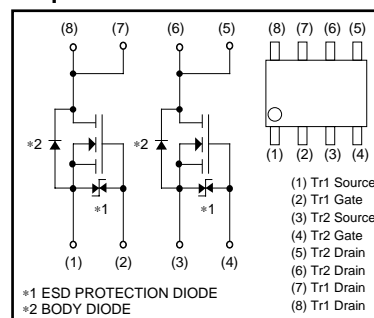 (8) (7) (6) (5)
(8) (7) (6) (5)
∗2 ∗2
∗1 ∗1
(1) (2) (3) (4)
(1) (2) (3) (4)
(1) Tr1 Source
(2) Tr1 Gate
(3) Tr2 Source
(4) Tr2 Gate
(5) Tr2 Drain
(6) Tr2 Drain
(7) Tr1 Drain
(8) Tr1 Drain
∗1 ESD PROTECTION DIODE
∗2 BODY DIODE